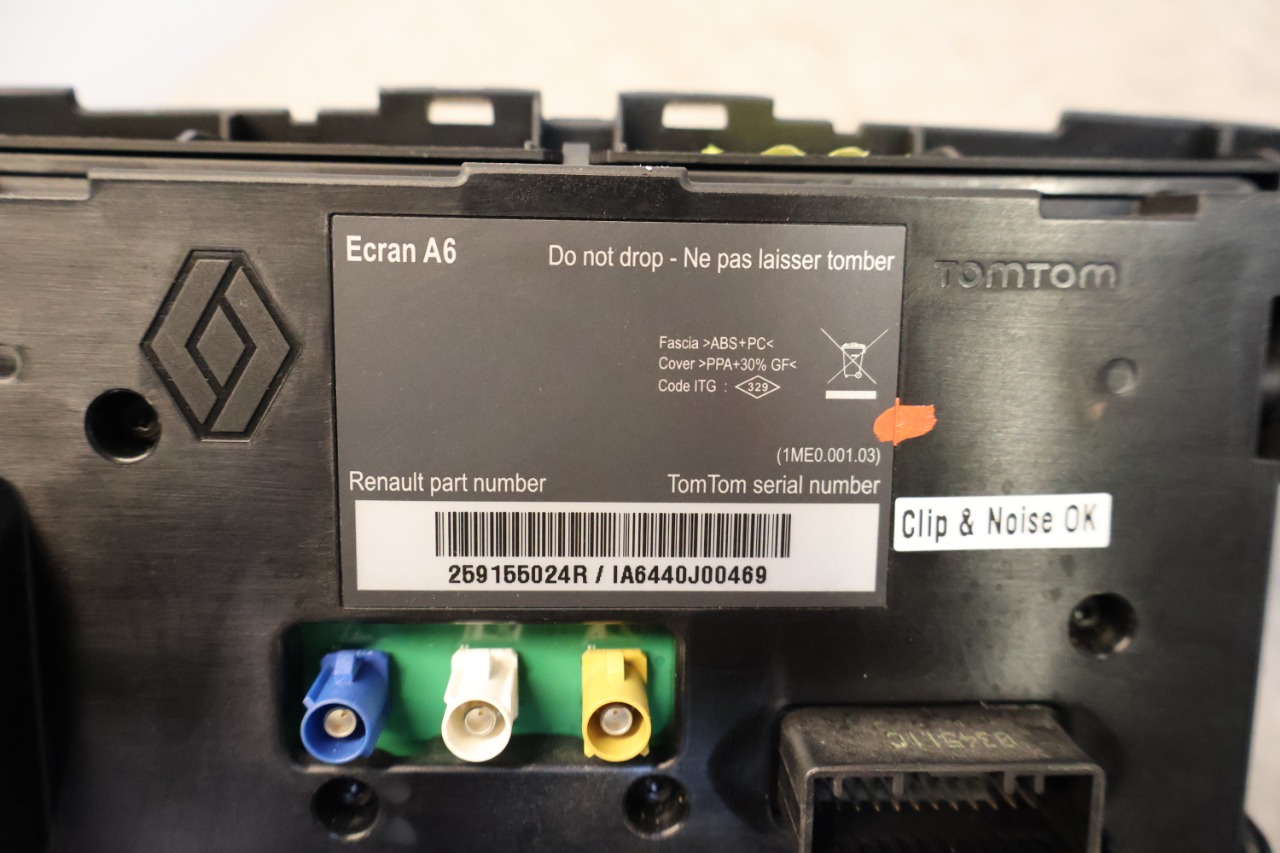 Ecran A6
Do not drop - Ne pas laisser tomber
TOMTOM
Fascia >ABS+PC<
Cover >PPA+30% GF<
Code ITG : 329
(1ME0.001.03)
Renault part number
TomTom serial number
Clip & Noise OK
259155024R / IA6440J00469